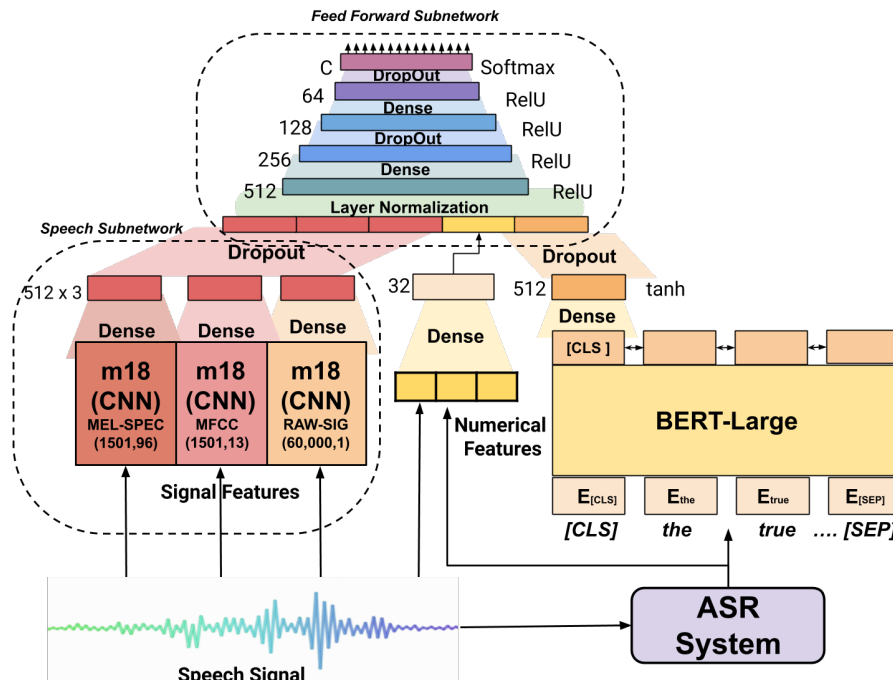 Feed Forward Subnetwork
C
Softmax
DropOut
64
RelU
Dense
128
RelU
DropOut
256
RelU
Dense
512
RelU
Layer Normalization
Speech Subnetwork
Dropout
Dropout
512 x 3
32
512
tanh
Dense
Dense
Dense
Dense
Dense
[CLS ]
m18
(CNN)
MEL-SPEC
(1501,96)
m18
(CNN)
MFCC
(1501,13)
m18
(CNN)
RAW-SIG
(60,000,1)
Numerical
Features
BERT-Large
Signal Features
E[CLS]
Ethe
Etrue
E[SEP]
[CLS] the true .... [SEP]
ASR
System
Speech Signal